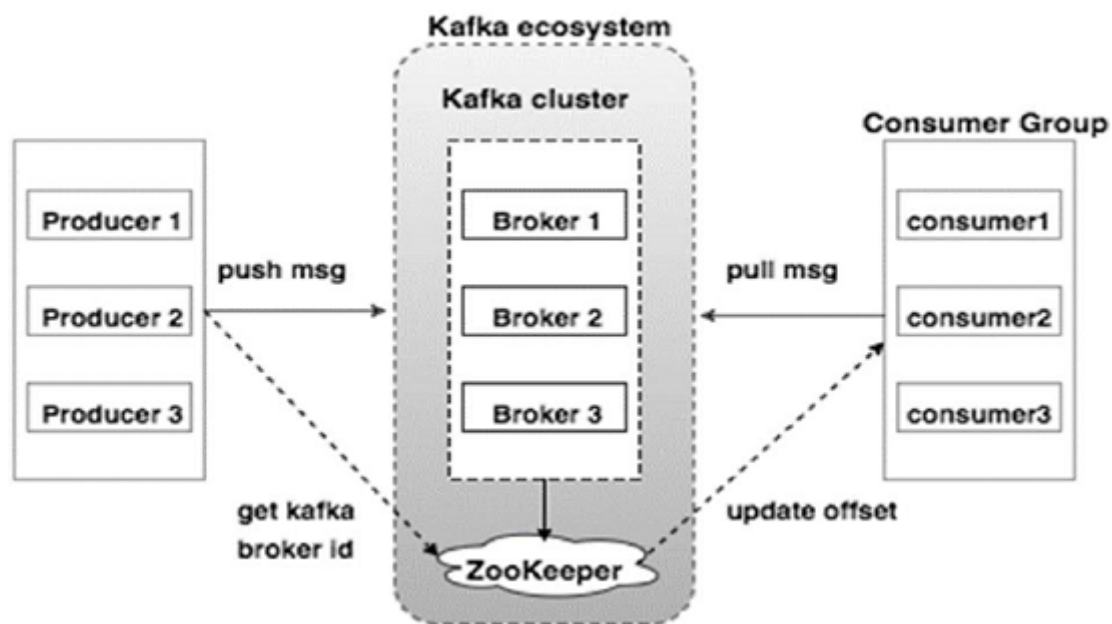 Kafka ecosystem
Kafka cluster
Consumer Group
Producer 1
Broker 1
consumer1
push msg
pull msg
Producer 2
Broker 2
consumer2
Producer 3
Broker 3
consumer3
get kafka
broker id
update offset
ZooKeeper